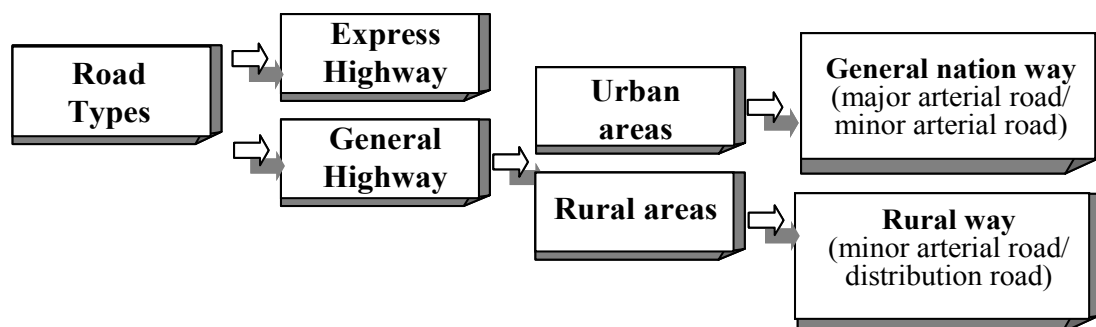 Road
Types
Express
Highway
General
Highway
Urban
areas
Rural areas
General nation way
(major arterial road/
minor arterial road)
Rural way
(minor arterial road/
distribution road)